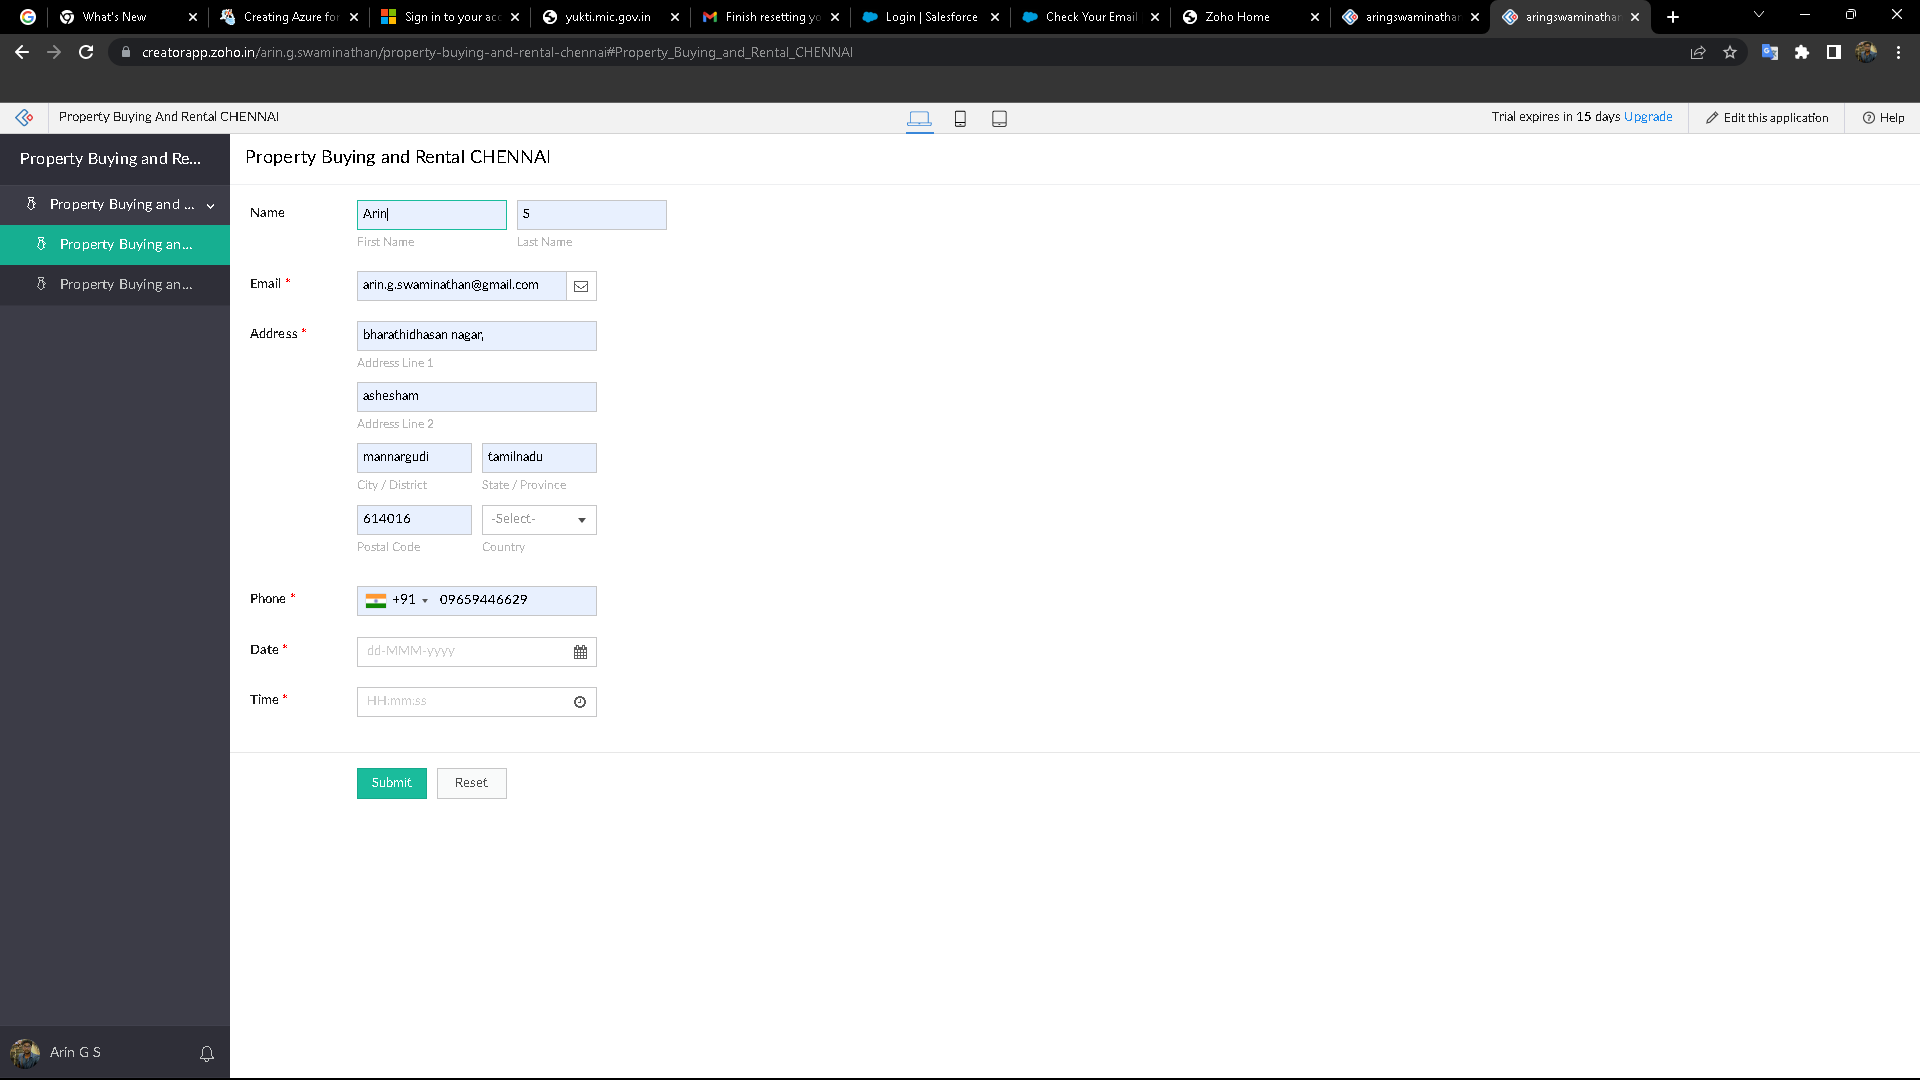 What's New
Creating Azure for
Sign in to your acc
yukti.mic.gov.in
Finish resetting yo
Login | Salesforce
Check Your Email
Zoho Home
aringswaminathan
aringswaminathan
creatorapp.zoho.in/arin.g.swaminathan/property-buying-and-rental-chennai#Property_Buying_and_Rental_CHENNAI
Property Buying And Rental CHENNAI
Trial expires in 15 days Upgrade
Edit this application
Help
Property Buying and Re...
Property Buying and ...
Property Buying an...
Property Buying an...
Property Buying and Rental CHENNAI
Name
Arin
S
First Name
Last Name
Email *
arin.g.swaminathan@gmail.com
Address *
bharathidhasan nagar,
Address Line 1
ashesham
Address Line 2
mannargudi
tamilnadu
City / District
State / Province
614016
-Select-
Postal Code
Country
Phone *
+91
09659446629
Date *
dd-MMM-yyyy
Time *
HH:mm:ss
Submit
Reset
Arin G S